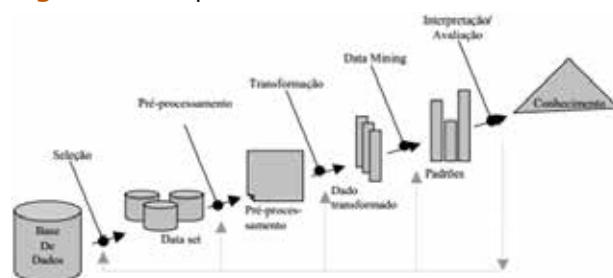 Interpretação/
Avaliação
Data Mining
Transformação
Conhecimento
Pré-processamento
Padrões
Seleção
Dado
transformado
Pré-proces-
samento
Data set
Base
De
Dados